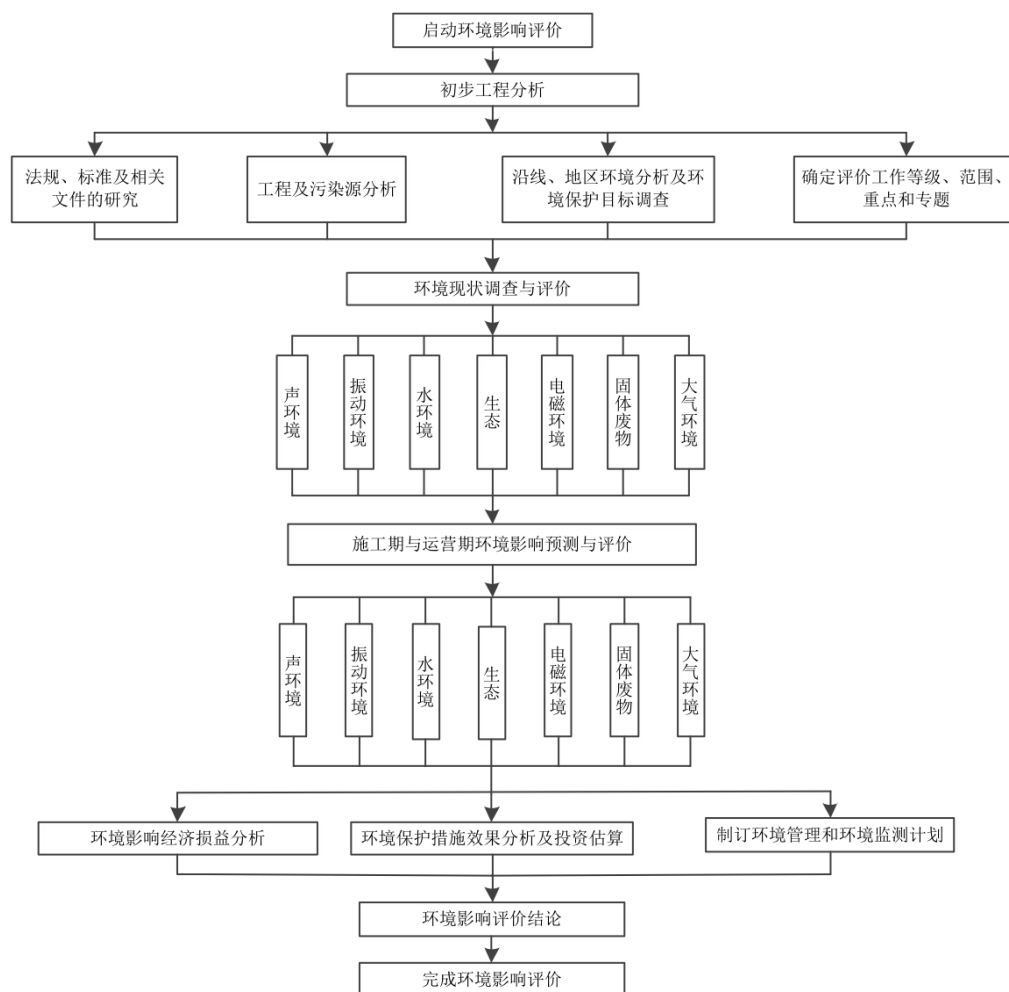 启动环境影响评价
初步工程分析
法规、标准及相关
文件的研究
工程及污染源分析
沿线、地区环境分析及环
境保护目标调查
确定评价工作等级、范围、
重点和专题
环境现状调查与评价
声环境
振动环境
水环境
生态
电磁环境
固体废物
大气环境
施工期与运营期环境影响预测与评价
声环境
振动环境
水环境
生态
电磁环境
固体废物
大气环境
环境影响经济损益分析
环境保护措施效果分析及投资估算
制订环境管理和环境监测计划
环境影响评价结论
完成环境影响评价